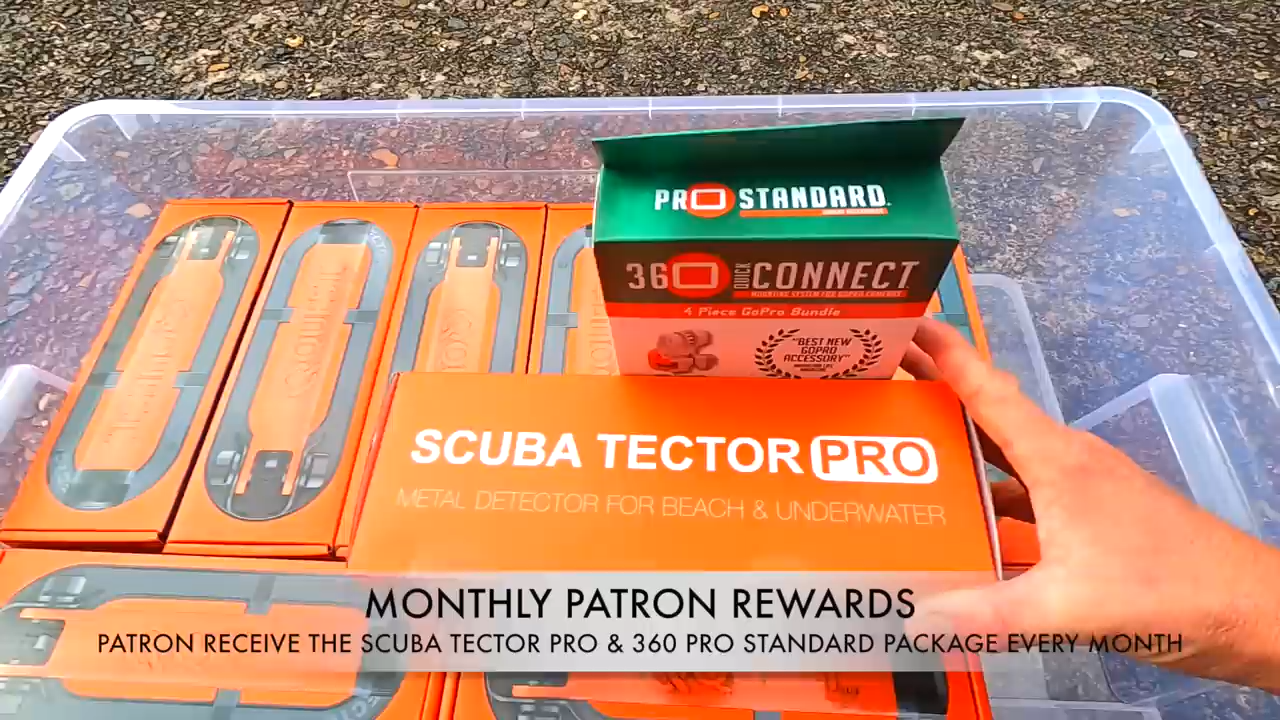 PRO STANDARD
360 QUICK CONNECT
MOUNTING SYSTEM FOR GOPRO CAMERAS
4 Piece GoPro Bundle
"BEST NEW
GOPRO
ACCESSORY"
SCUBA TECTOR PRO
METAL DETECTOR FOR BEACH & UNDERWATER
MONTHLY PATRON REWARDS
PATRON RECEIVE THE SCUBA TECTOR PRO & 360 PRO STANDARD PACKAGE EVERY MONTH